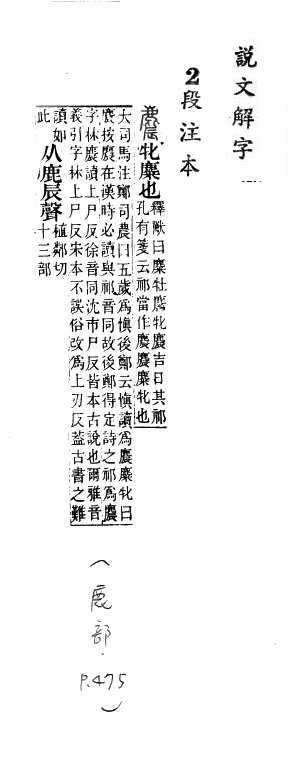 説文解字
2段注本
麎牝麋也釋獸曰麋牡麔牝麎吉日其祁
孔有箋云祁當作麎麎麋牝也
大司馬注鄭司農曰五歲爲慎後鄭云慎讀爲麎麋牝曰
麎按麎在漢時必讀與祁音同故後鄭得定詩之祁爲麎
字林麎讀上尸反徐音同沈市尸反皆本古說也爾雅音
義引字林上尸反宋本不誤俗改爲上刃反葢古書之難
讀如
此从鹿辰聲植鄰切
十三部
(鹿部.
P.475)